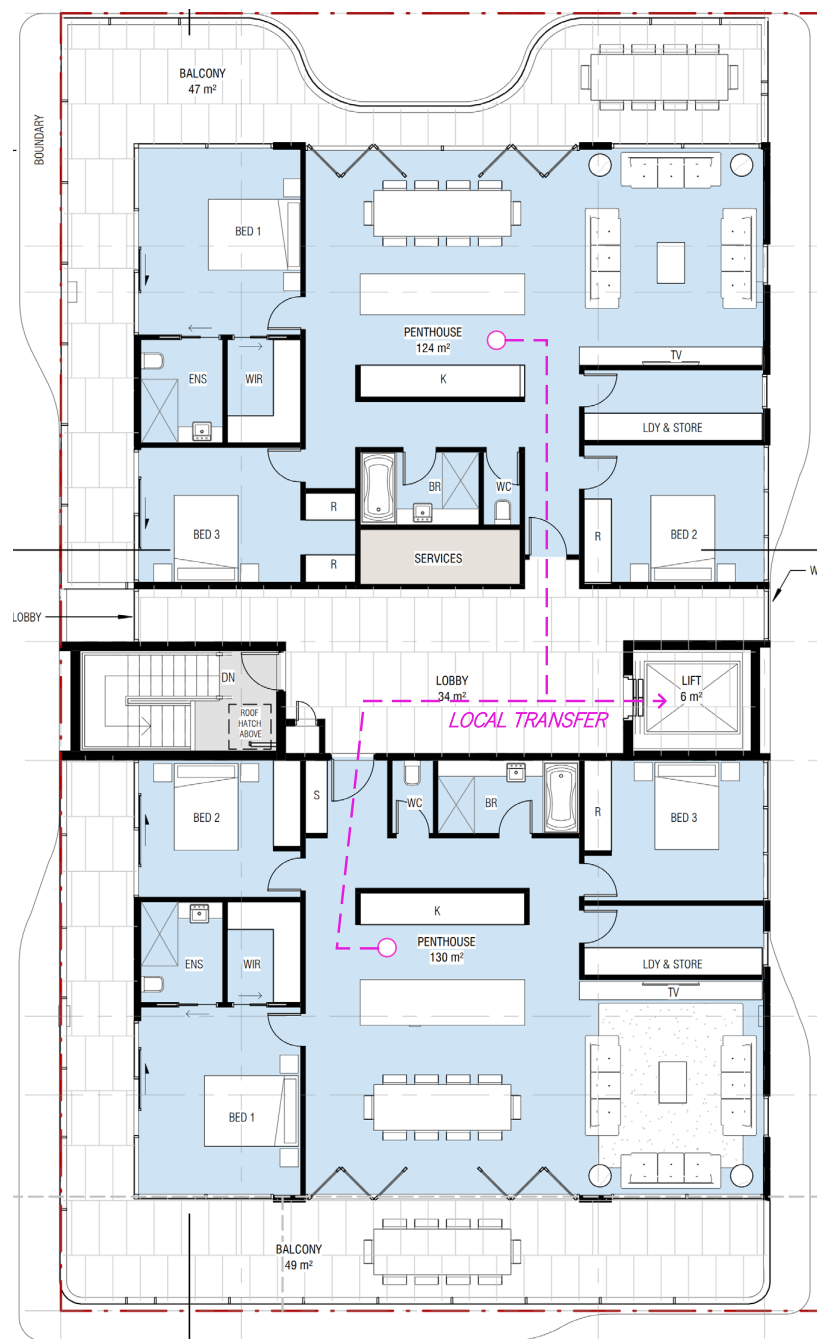 BALCONY
47 m²
BOUNDARY
BED 1
PENTHOUSE
124 m²
TV
ENS
WIR
K
LDY & STORE
BR
WC
BED 3
R
R
SERVICES
R
BED 2
W
LOBBY
DN
LOBBY
34 m²
LIFT
6 m²
ROOF
HATCH
ABOVE
LOCAL TRANSFER
BED 2
S
WC
BR
R
BED 3
K
ENS
WIR
PENTHOUSE
130 m²
LDY & STORE
TV
BED 1
BALCONY
49 m²